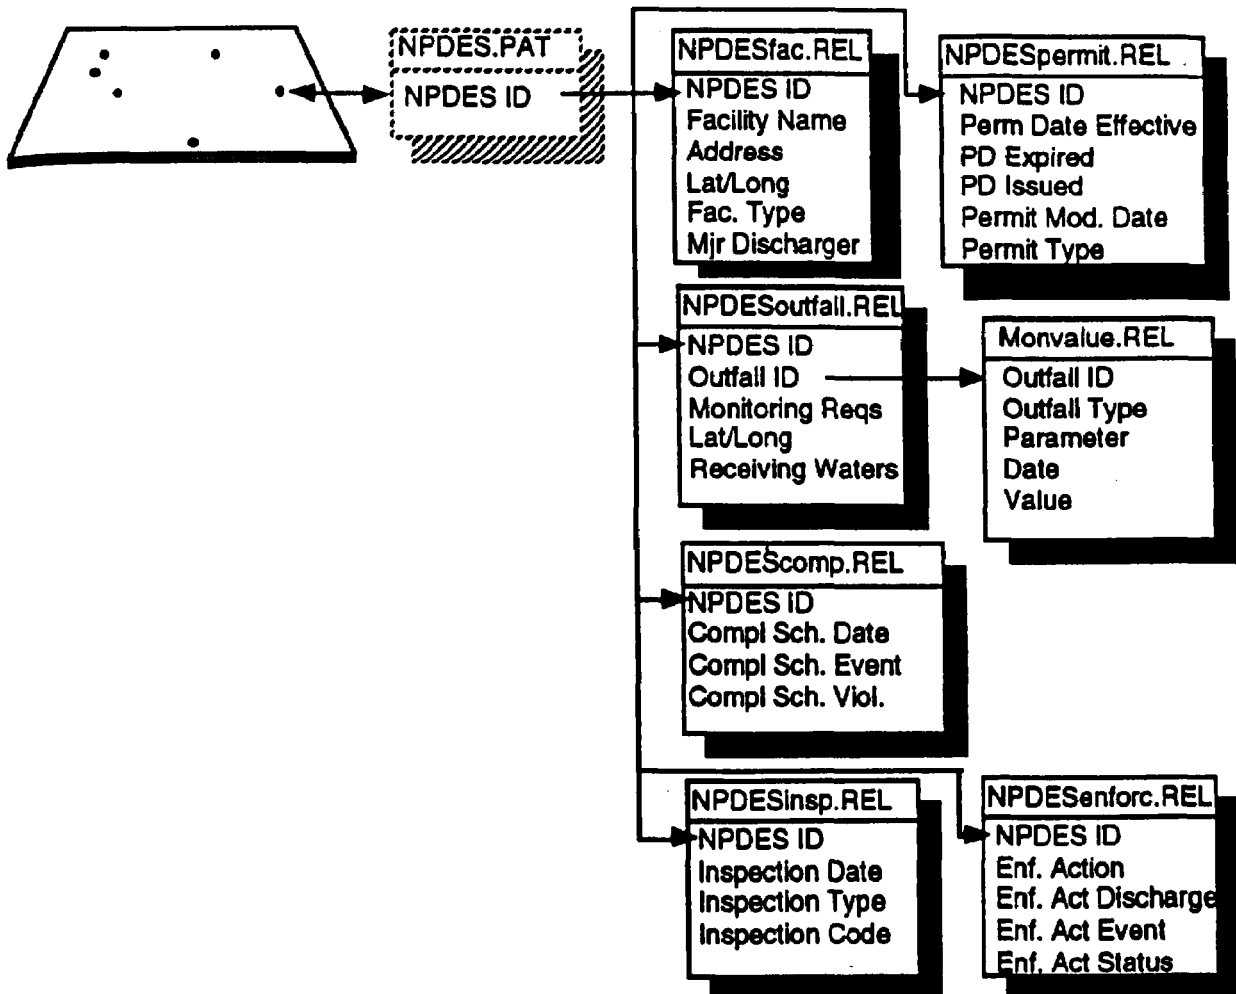 NPDES.PAT
NPDES ID
NPDESfac.REL
NPDES ID
Facility Name
Address
Lat/Long
Fac. Type
Mjr Discharger
NPDESpermit.REL
NPDES ID
Perm Date Effective
PD Expired
PD Issued
Permit Mod. Date
Permit Type
NPDESoutfall.REL
NPDES ID
Outfall ID
Monitoring Reqs
Lat/Long
Receiving Waters
Monvalue.REL
Outfall ID
Outfall Type
Parameter
Date
Value
NPDEScomp.REL
NPDES ID
Compl Sch. Date
Compl Sch. Event
Compl Sch. Viol.
NPDESinsp.REL
NPDES ID
Inspection Date
Inspection Type
Inspection Code
NPDESenforc.REL
NPDES ID
Enf. Action
Enf. Act Discharge
Enf. Act Event
Enf. Act Status